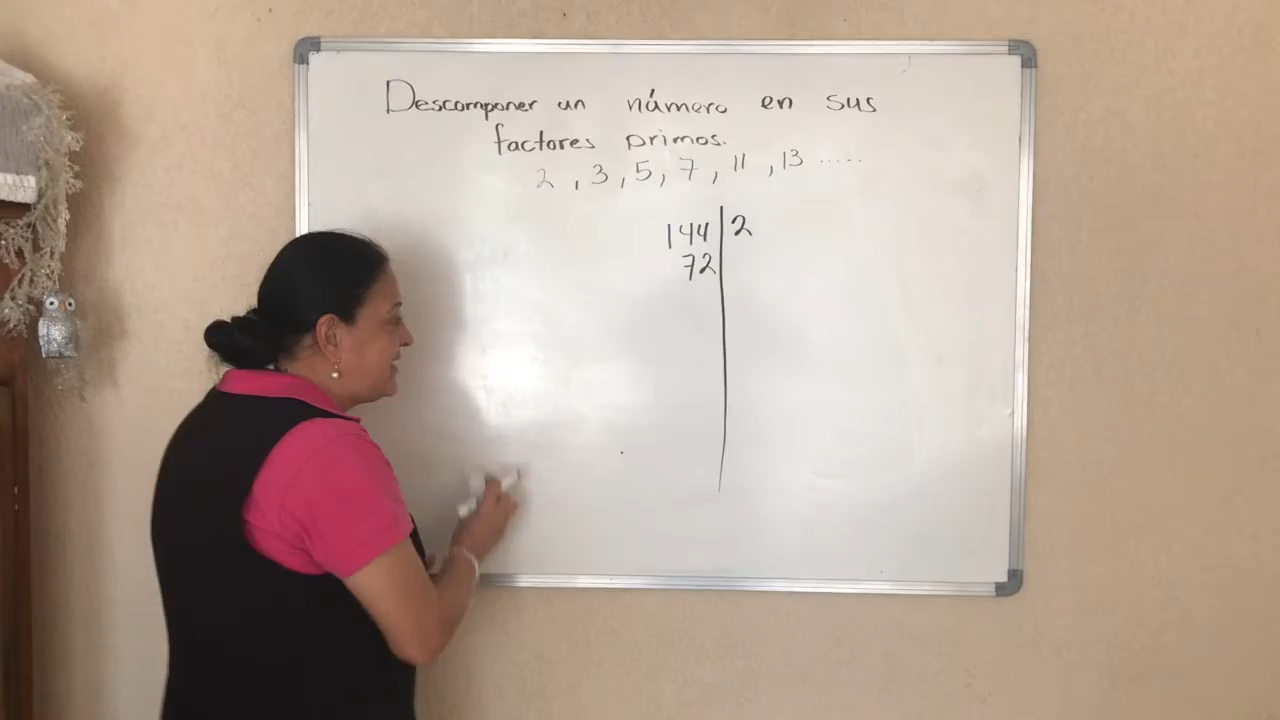 Descomponer un número en sus
factores primos.
2, 3, 5, 7, 11, 13 .....
144 | 2
72 |